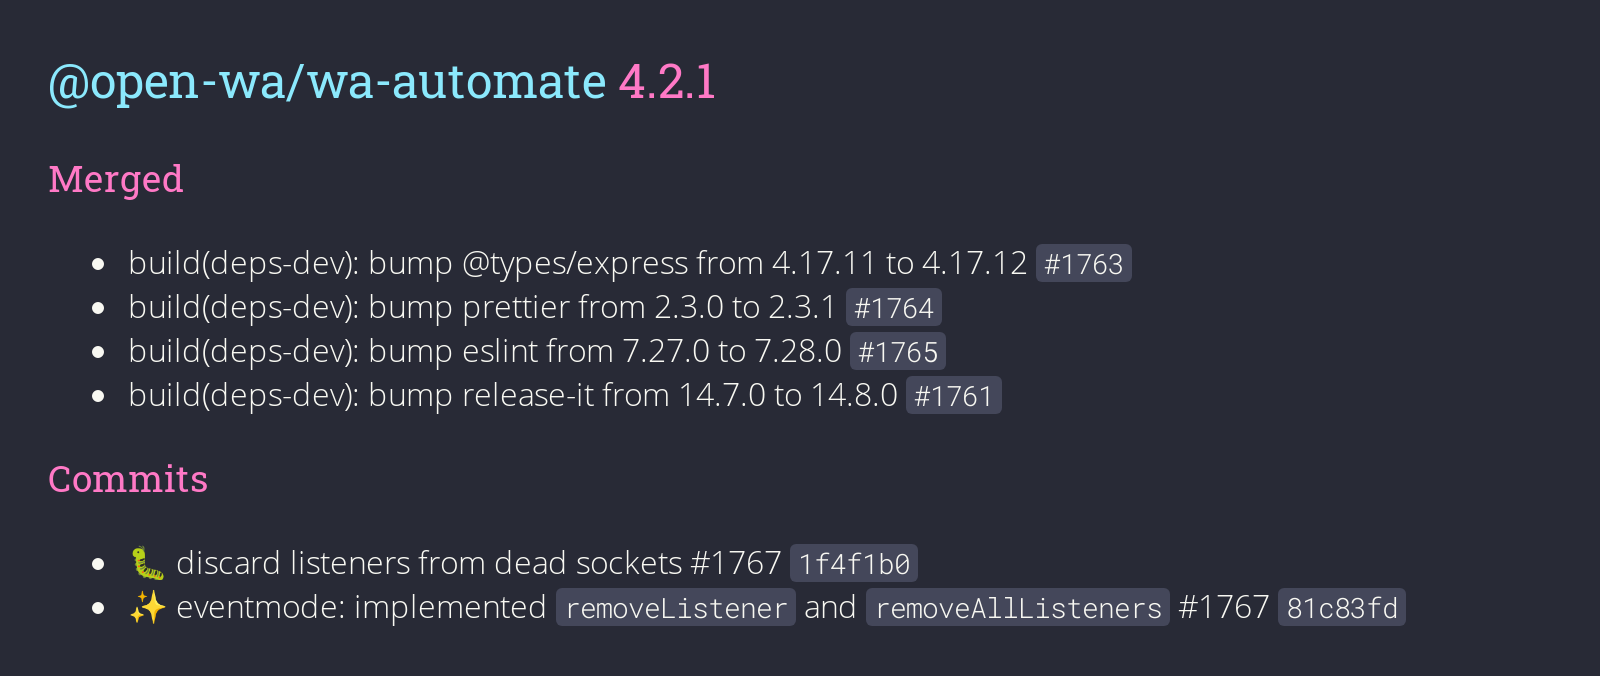 @open-wa/wa-automate 4.2.1
Merged
build(deps-dev): bump @types/express from 4.17.11 to 4.17.12 #1763
build(deps-dev): bump prettier from 2.3.0 to 2.3.1 #1764
build(deps-dev): bump eslint from 7.27.0 to 7.28.0 #1765
build(deps-dev): bump release-it from 14.7.0 to 14.8.0 #1761
Commits
🐛 discard listeners from dead sockets #1767 1f4f1b0
✨ eventmode: implemented removeListener and removeAllListeners #1767 81c83fd